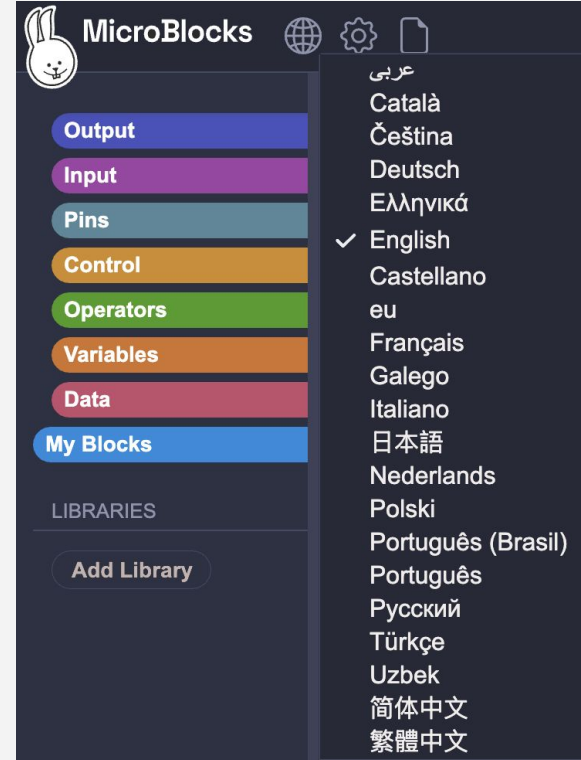 MicroBlocks
Output
Input
Pins
Control
Operators
Variables
Data
My Blocks
LIBRARIES
Add Library
عربى
Català
Čeština
Deutsch
Ελληνικά
English
Castellano
eu
Français
Galego
Italiano
日本語
Nederlands
Polski
Português (Brasil)
Português
Русский
Türkçe
Uzbek
简体中文
繁體中文